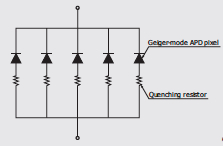 Geiger-mode APD pixel
Quenching resistor